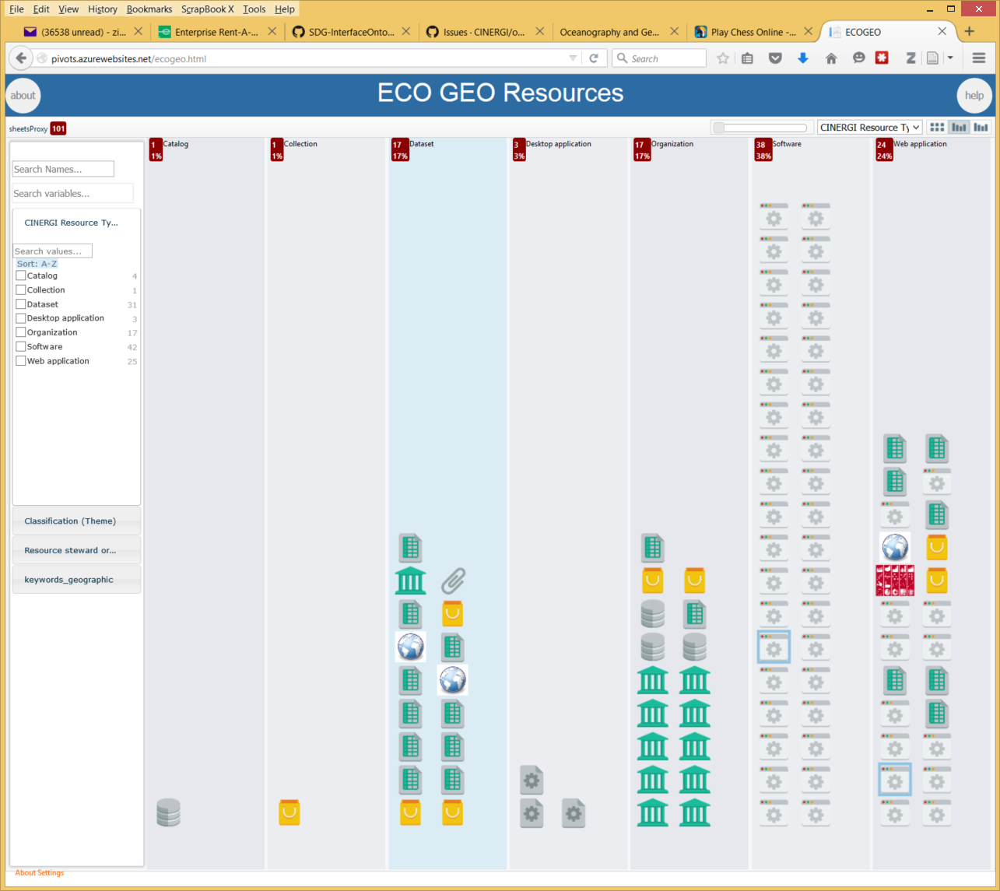 File Edit View History Bookmarks ScrapBook X Tools Help
(36538 unread) - zi...
Enterprise Rent-A-...
SDG-InterfaceOnto...
Issues · CINERGI/o...
Oceanography and Ge...
Play Chess Online -...
ECOGEO
pivots.azurewebsites.net/ecogeo.html
Search
about
ECO GEO Resources
help
sheetsProxy 101
CINERGI Resource Ty
1 Catalog
1%
1 Collection
1%
17 Dataset
17%
3 Desktop application
3%
17 Organization
17%
38 Software
38%
24 Web application
24%
Search Names...
Search variables...
CINERGI Resource Ty...
Search values...
Sort: A-Z
Catalog 4
Collection 1
Dataset 31
Desktop application 3
Organization 17
Software 42
Web application 25
Classification (Theme)
Resource steward or...
keywords_geographic
About Settings